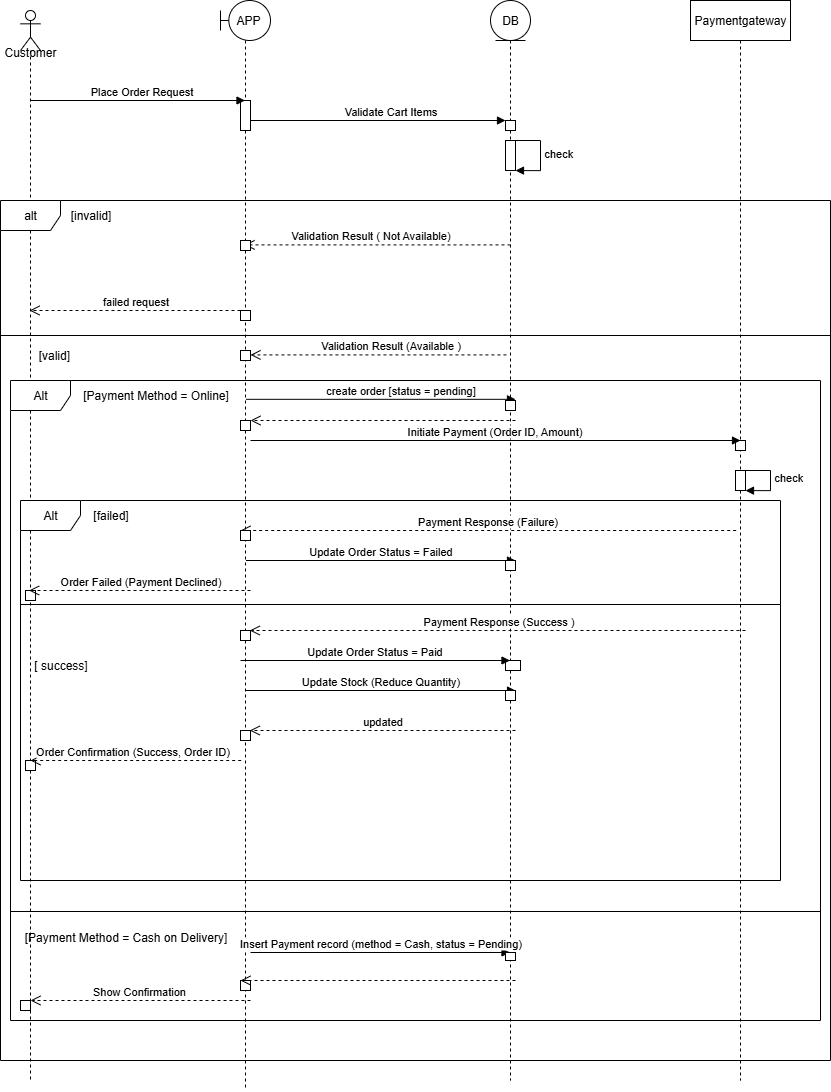 APP
DB
Paymentgateway
Customer
Place Order Request
Validate Cart Items
check
alt
[invalid]
Validation Result ( Not Available)
failed request
Validation Result (Available )
[valid]
Alt
[Payment Method = Online]
create order [status = pending]
Initiate Payment (Order ID, Amount)
check
Alt
[failed]
Payment Response (Failure)
Update Order Status = Failed
Order Failed (Payment Declined)
Payment Response (Success )
Update Order Status = Paid
[ success]
Update Stock (Reduce Quantity)
updated
Order Confirmation (Success, Order ID)
[Payment Method = Cash on Delivery]
Insert Payment record (method = Cash, status = Pending)
Show Confirmation